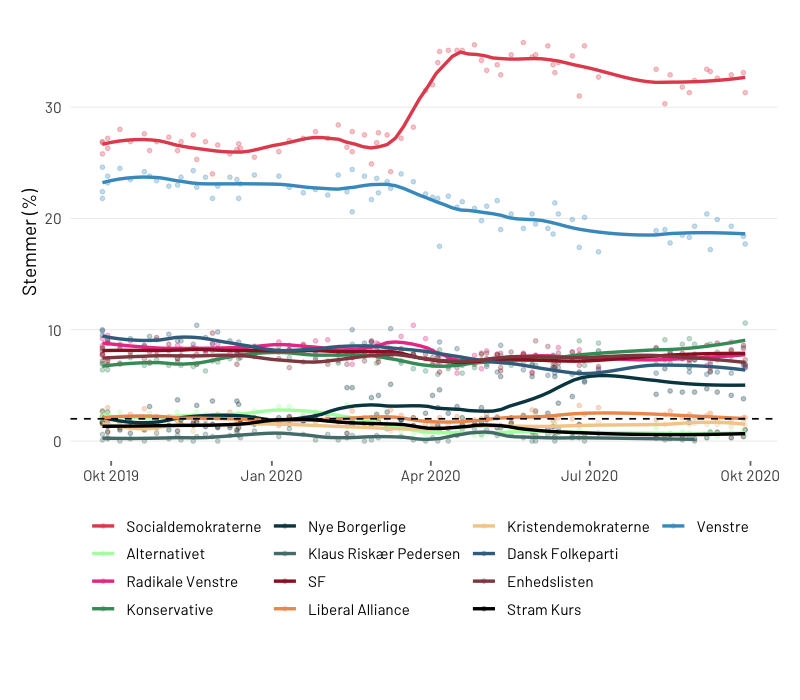 Stemmer (%)
30
20
10
0
Okt 2019 Jan 2020 Apr 2020 Jul 2020 Okt 2020
Socialdemokraterne Nye Borgerlige Kristendemokraterne Venstre
Alternativet Klaus Riskær Pedersen Dansk Folkeparti
Radikale Venstre SF Enhedslisten
Konservative Liberal Alliance Stram Kurs